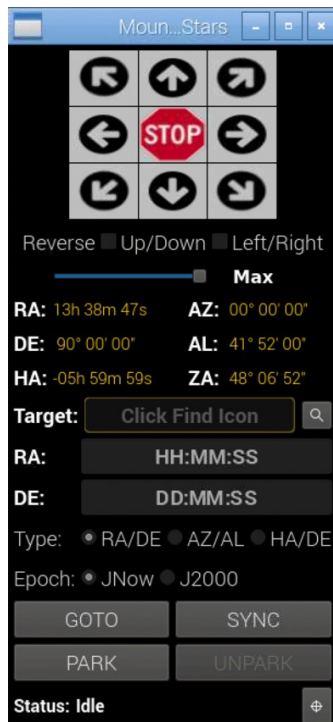 Moun...Stars
STOP
Reverse Up/Down Left/Right
Max
RA: 13h 38m 47s AZ: 00° 00' 00"
DE: 90° 00' 00" AL: 41° 52' 00"
HA: -05h 59m 59s ZA: 48° 06' 52"
Target: Click Find Icon
RA: HH:MM:SS
DE: DD:MM:SS
Type: RA/DE AZ/AL HA/DE
Epoch: JNow J2000
GOTO SYNC
PARK UNPARK
Status: Idle